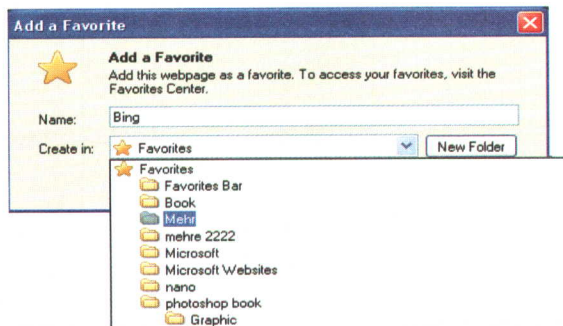 Add a Favorite
Add a Favorite
Add this webpage as a favorite. To access your favorites, visit the
Favorites Center.
Name: Bing
Create in: Favorites New Folder
Favorites
Favorites Bar
Book
Mehr
mehre 2222
Microsoft
Microsoft Websites
nano
photoshop book
Graphic